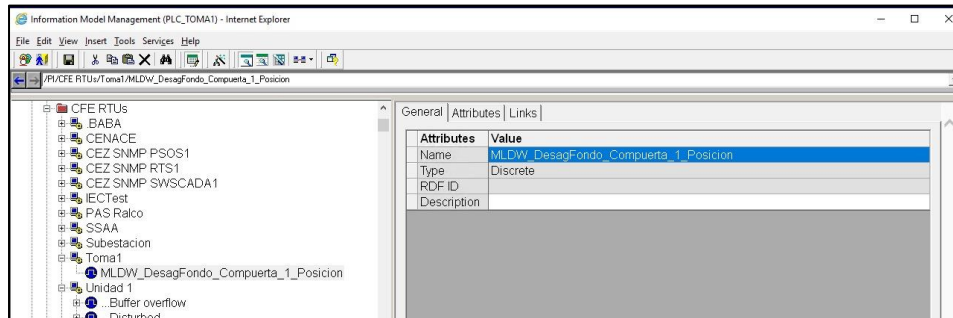 Information Model Management (PLC_TOMA1) - Internet Explorer
File Edit View Insert Tools Services Help
/PI/CFE RTUs/Toma1/MLDW_DesagFondo_Compuerta_1_Posicion
CFE RTUs
.BABA
CENACE
CEZ SNMP PSOS1
CEZ SNMP RTS1
CEZ SNMP SWSCADA1
IECTest
PAS Ralco
SSAA
Subestacion
Toma1
MLDW_DesagFondo_Compuerta_1_Posicion
Unidad 1
...Buffer overflow
...Disturbed
General Attributes Links
Attributes Value
Name MLDW_DesagFondo_Compuerta_1_Posicion
Type Discrete
RDF ID
Description